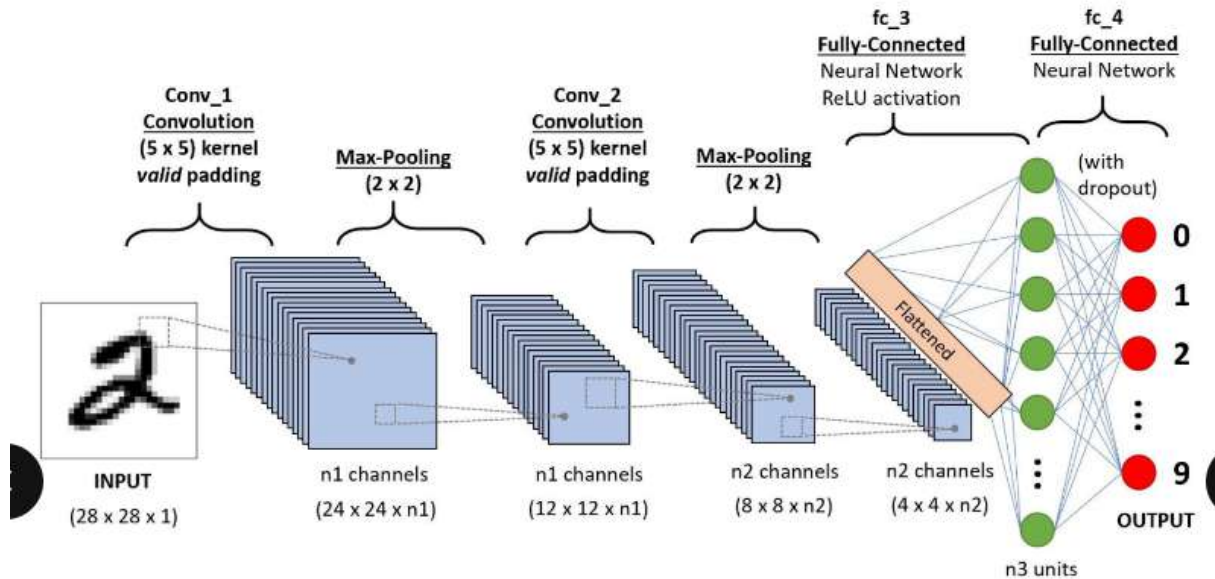 fc_3
Fully-Connected
Neural Network
ReLU activation
fc_4
Fully-Connected
Neural Network
Conv_1
Convolution
(5 x 5) kernel
valid padding
Max-Pooling
(2 x 2)
Conv_2
Convolution
(5 x 5) kernel
valid padding
Max-Pooling
(2 x 2)
(with
dropout)
0
1
2
9
Flattened
2
INPUT
(28 x 28 x 1)
n1 channels
(24 x 24 x n1)
n1 channels
(12 x 12 x n1)
n2 channels
(8 x 8 x n2)
n2 channels
(4 x 4 x n2)
OUTPUT
n3 units